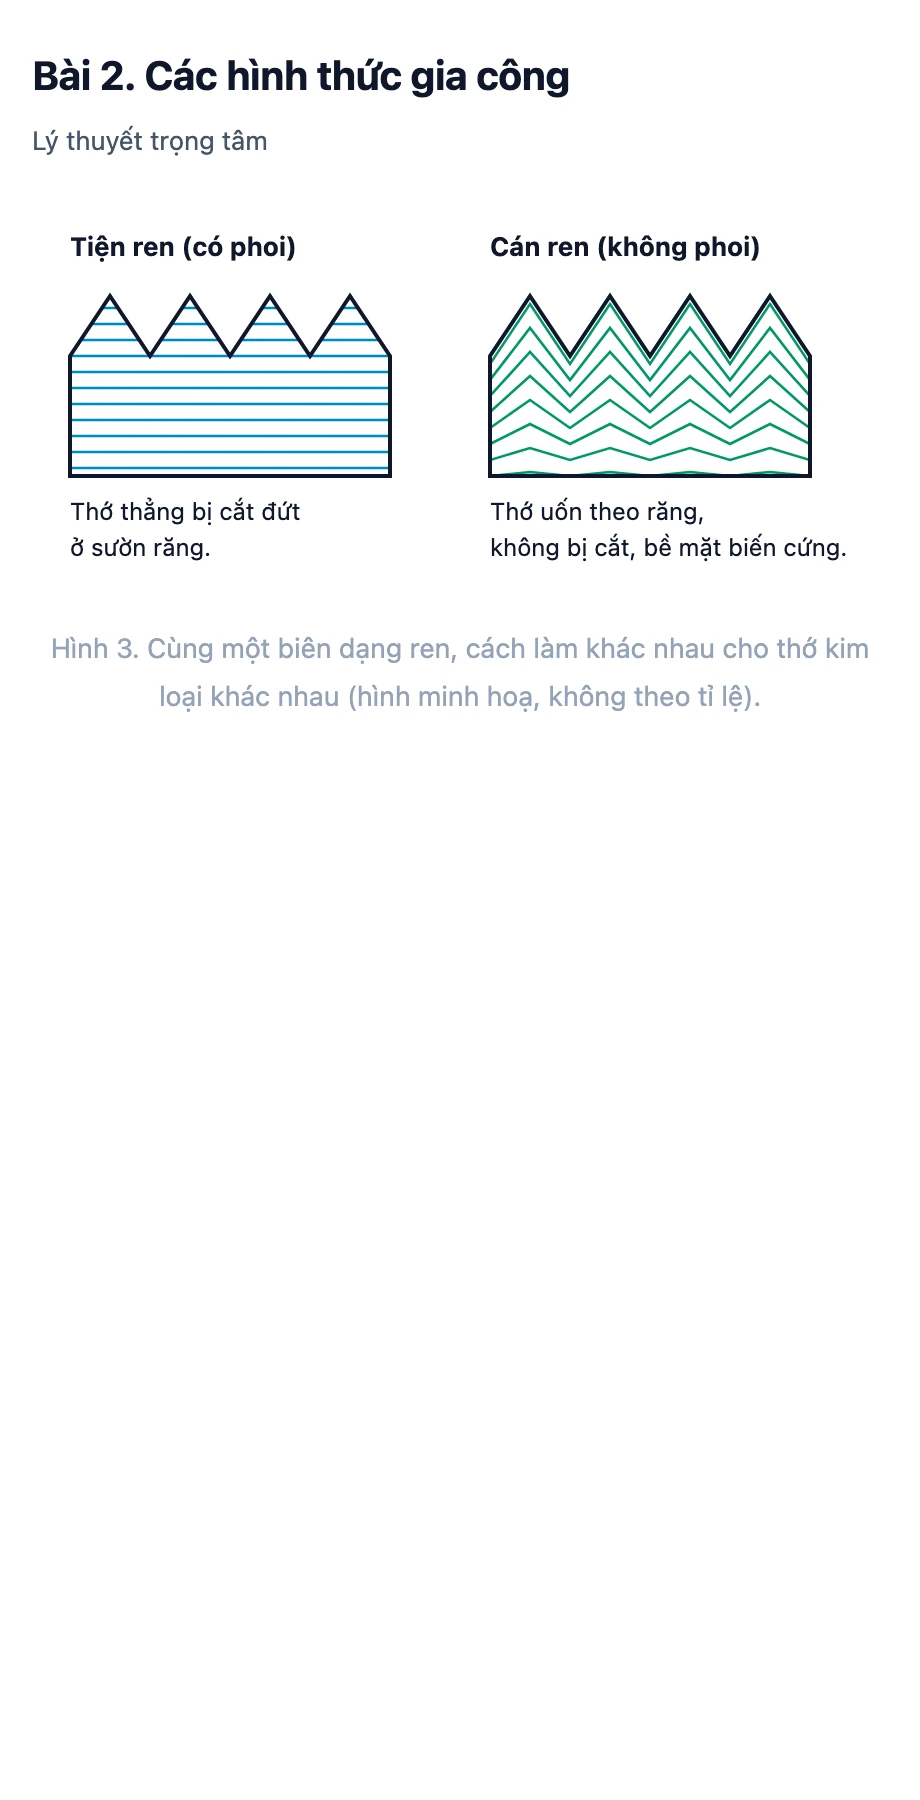 Bài 2. Các hình thức gia công
Lý thuyết trọng tâm
Tiện ren (có phoi)
Thớ thẳng bị cắt đứt
ở sườn răng.
Cán ren (không phoi)
Thớ uốn theo răng,
không bị cắt, bề mặt biến cứng.
Hình 3. Cùng một biên dạng ren, cách làm khác nhau cho thớ kim
loại khác nhau (hình minh hoạ, không theo tỉ lệ).